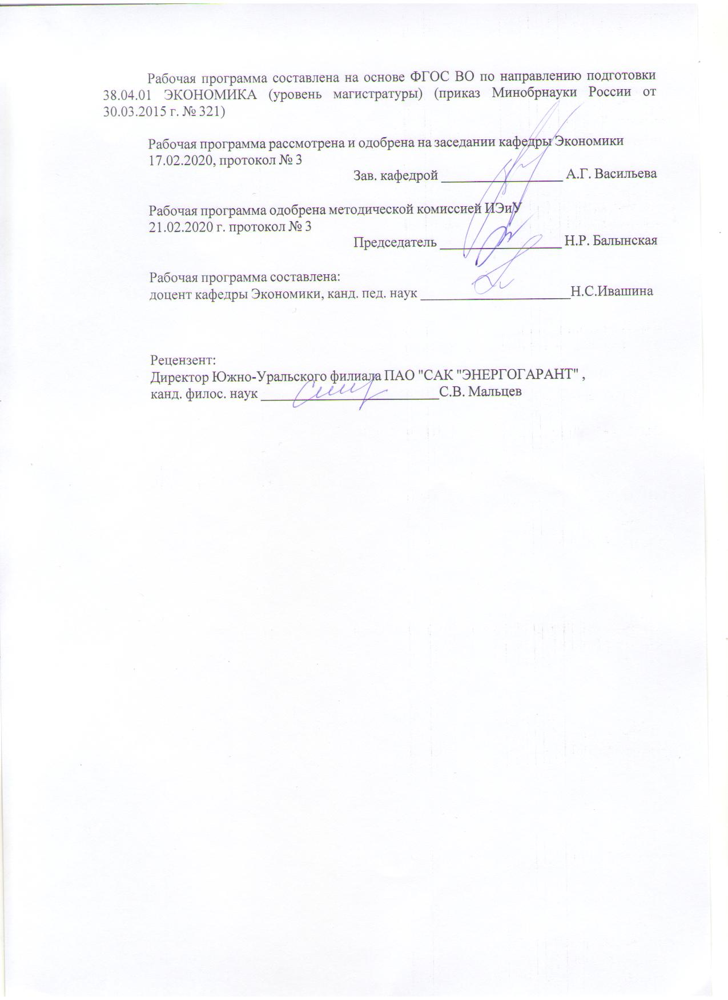 Рабочая программа составлена на основе ФГОС ВО по направлению подготовки
38.04.01 ЭКОНОМИКА (уровень магистратуры) (приказ Минобрнауки России от
30.03.2015 г. № 321)
Рабочая программа рассмотрена и одобрена на заседании кафедры Экономики
17.02.2020, протокол № 3
Зав. кафедрой _________________ А.Г. Васильева
Рабочая программа одобрена методической комиссией ИЭиУ
21.02.2020 г. протокол № 3
Председатель _________________ Н.Р. Балынская
Рабочая программа составлена:
доцент кафедры Экономики, канд. пед. наук _____________________Н.С.Ивашина
Рецензент:
Директор Южно-Уральского филиала ПАО "САК "ЭНЕРГОГАРАНТ" ,
канд. филос. наук _________________________С.В. Мальцев